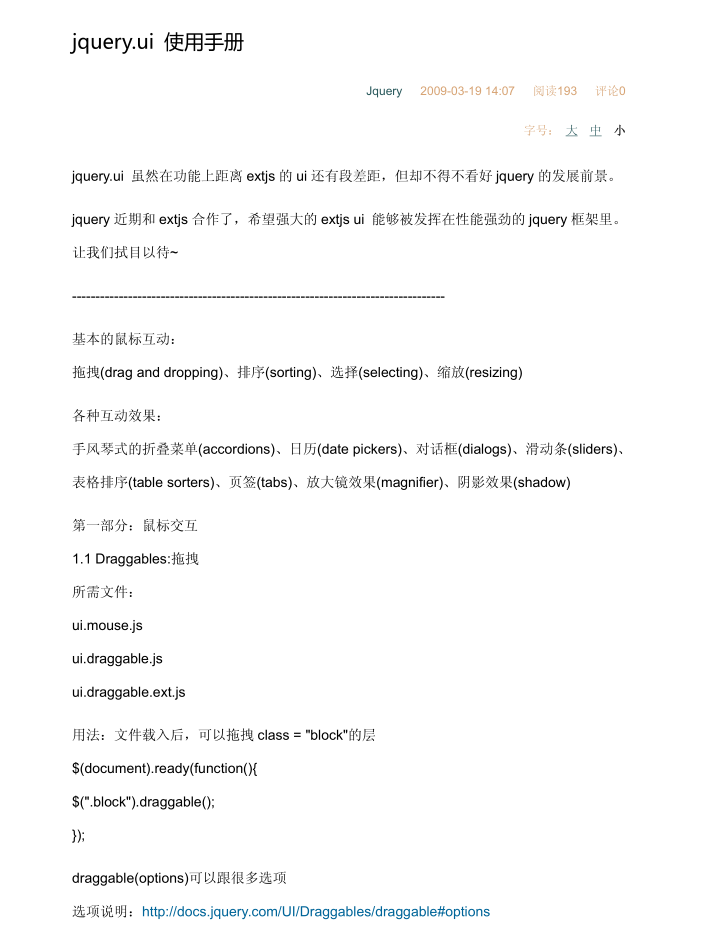 jquery.ui 使用手册
Jquery 2009-03-19 14:07 阅读193 评论0
字号： 大 中 小
jquery.ui 虽然在功能上距离 extjs 的 ui 还有段差距，但却不得不看好 jquery 的发展前景。
jquery 近期和 extjs 合作了，希望强大的 extjs ui 能够被发挥在性能强劲的 jquery 框架里。
让我们拭目以待~
--------------------------------------------------------------------------------
基本的鼠标互动：
拖拽(drag and dropping)、排序(sorting)、选择(selecting)、缩放(resizing)
各种互动效果：
手风琴式的折叠菜单(accordions)、日历(date pickers)、对话框(dialogs)、滑动条(sliders)、
表格排序(table sorters)、页签(tabs)、放大镜效果(magnifier)、阴影效果(shadow)
第一部分：鼠标交互
1.1 Draggables:拖拽
所需文件：
ui.mouse.js
ui.draggable.js
ui.draggable.ext.js
用法：文件载入后，可以拖拽 class = "block"的层
$(document).ready(function(){
$(".block").draggable();
});
draggable(options)可以跟很多选项
选项说明：http://docs.jquery.com/UI/Draggables/draggable#options